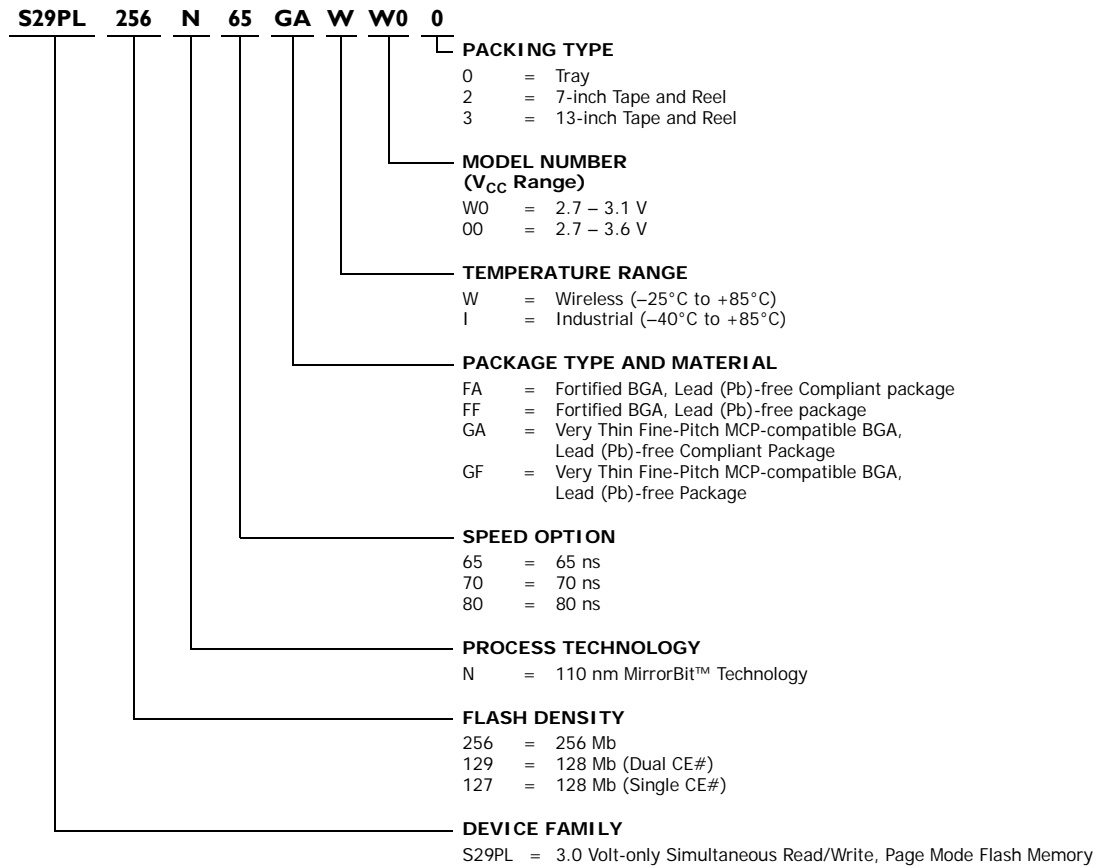 S29PL 256 N 65 GA W W0 0
PACKING TYPE
0 = Tray
2 = 7-inch Tape and Reel
3 = 13-inch Tape and Reel
MODEL NUMBER
(VCC Range)
W0 = 2.7 – 3.1 V
00 = 2.7 – 3.6 V
TEMPERATURE RANGE
W = Wireless (–25°C to +85°C)
I = Industrial (–40°C to +85°C)
PACKAGE TYPE AND MATERIAL
FA = Fortified BGA, Lead (Pb)-free Compliant package
FF = Fortified BGA, Lead (Pb)-free package
GA = Very Thin Fine-Pitch MCP-compatible BGA,
Lead (Pb)-free Compliant Package
GF = Very Thin Fine-Pitch MCP-compatible BGA,
Lead (Pb)-free Package
SPEED OPTION
65 = 65 ns
70 = 70 ns
80 = 80 ns
PROCESS TECHNOLOGY
N = 110 nm MirrorBit™ Technology
FLASH DENSITY
256 = 256 Mb
129 = 128 Mb (Dual CE#)
127 = 128 Mb (Single CE#)
DEVICE FAMILY
S29PL = 3.0 Volt-only Simultaneous Read/Write, Page Mode Flash Memory